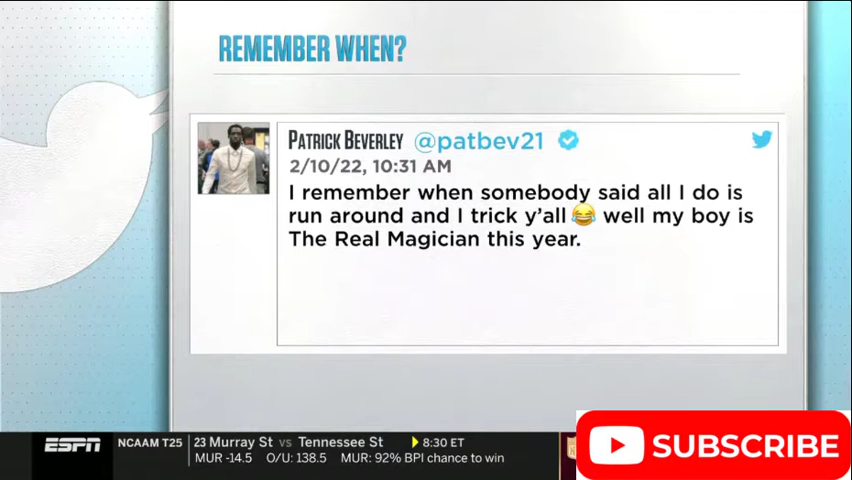 REMEMBER WHEN?
PATRICK BEVERLEY @patbev21
2/10/22, 10:31 AM
I remember when somebody said all I do is
run around and I trick y'all 😂 well my boy is
The Real Magician this year.
ESPN
NCAAM T25
23 Murray St vs Tennessee St 8:30 ET
MUR -14.5 O/U: 138.5 MUR: 92% BPI chance to win
SUBSCRIBE